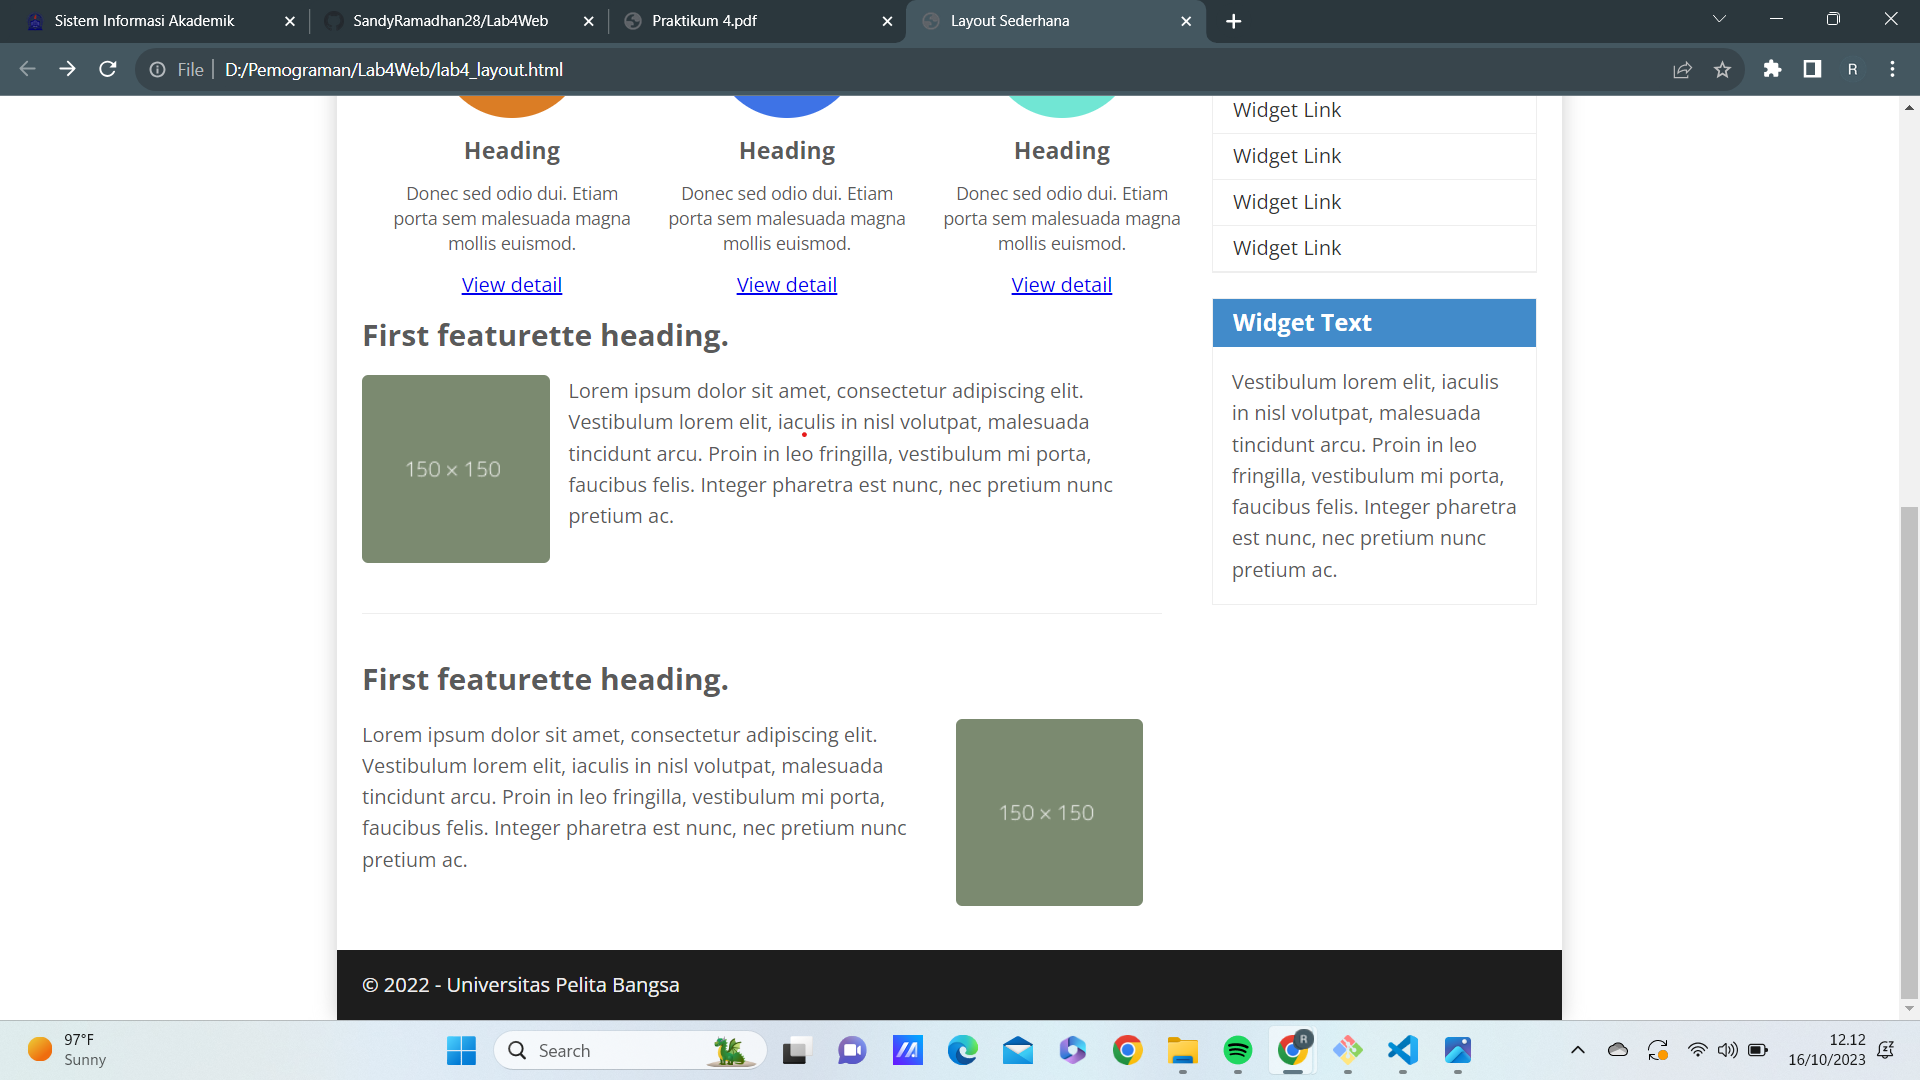 Sistem Informasi Akademik
SandyRamadhan28/Lab4Web
Praktikum 4.pdf
Layout Sederhana
File
D:/Pemograman/Lab4Web/lab4_layout.html
R
Heading
Donec sed odio dui. Etiam
porta sem malesuada magna
mollis euismod.
View detail
Heading
Donec sed odio dui. Etiam
porta sem malesuada magna
mollis euismod.
View detail
Heading
Donec sed odio dui. Etiam
porta sem malesuada magna
mollis euismod.
View detail
First featurette heading.
150 × 150
Lorem ipsum dolor sit amet, consectetur adipiscing elit.
Vestibulum lorem elit, iaculis in nisl volutpat, malesuada
tincidunt arcu. Proin in leo fringilla, vestibulum mi porta,
faucibus felis. Integer pharetra est nunc, nec pretium nunc
pretium ac.
First featurette heading.
Lorem ipsum dolor sit amet, consectetur adipiscing elit.
Vestibulum lorem elit, iaculis in nisl volutpat, malesuada
tincidunt arcu. Proin in leo fringilla, vestibulum mi porta,
faucibus felis. Integer pharetra est nunc, nec pretium nunc
pretium ac.
150 × 150
Widget Link
Widget Link
Widget Link
Widget Link
Widget Text
Vestibulum lorem elit, iaculis
in nisl volutpat, malesuada
tincidunt arcu. Proin in leo
fringilla, vestibulum mi porta,
faucibus felis. Integer pharetra
est nunc, nec pretium nunc
pretium ac.
© 2022 - Universitas Pelita Bangsa
97°F
Sunny
Search
R
12.12
16/10/2023